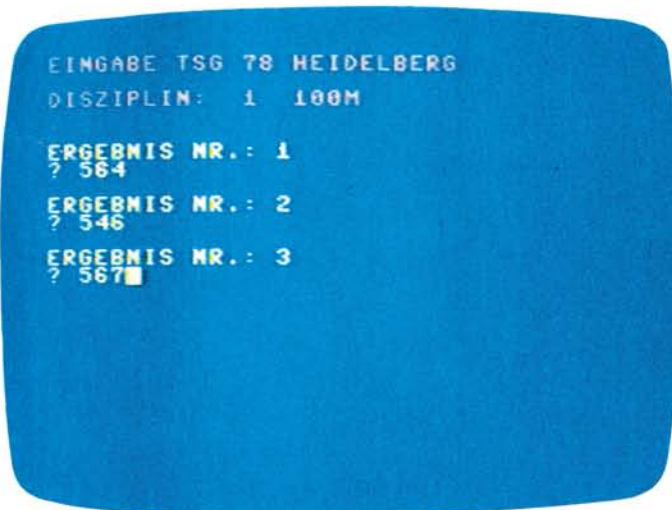 EINGABE TSG 78 HEIDELBERG
DISZIPLIN: 1 100M
ERGEBNIS NR.: 1
? 564
ERGEBNIS NR.: 2
? 546
ERGEBNIS NR.: 3
? 567